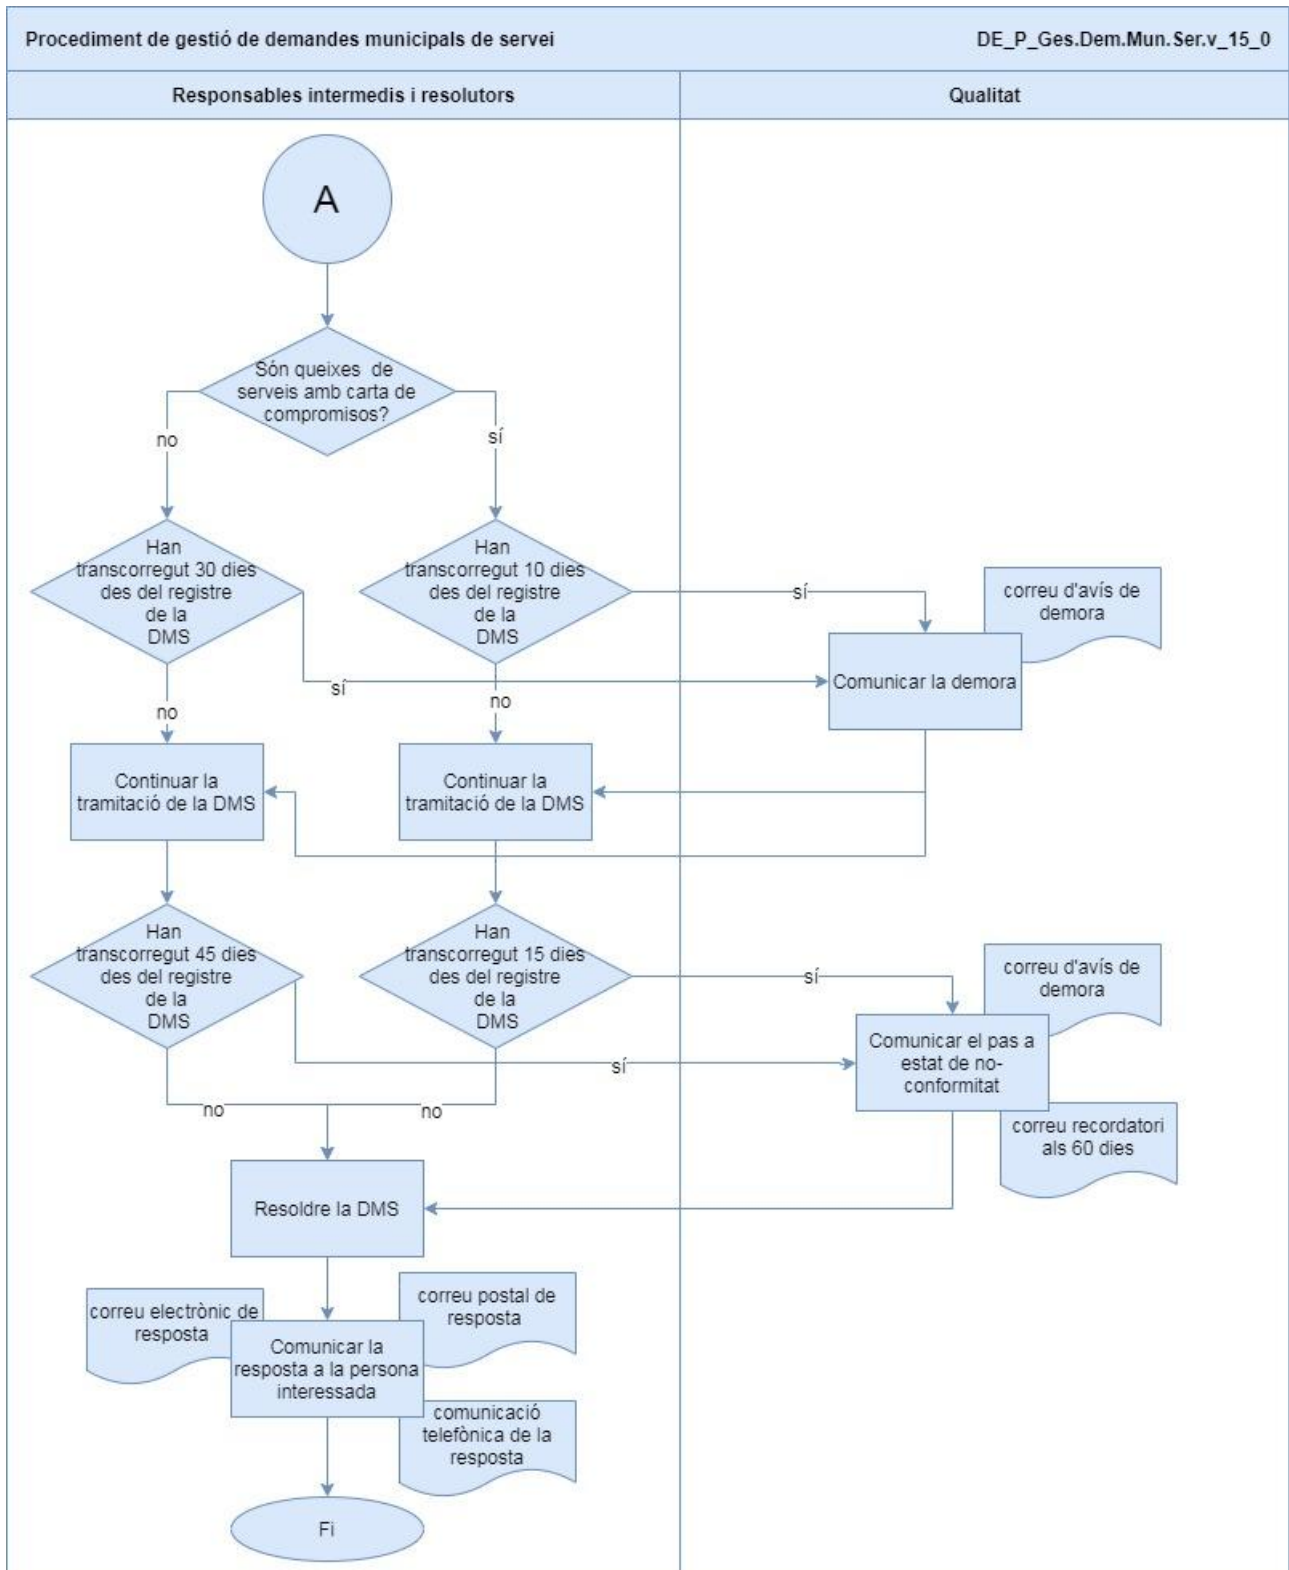 Procediment de gestió de demandes municipals de servei
DE_P_Ges.Dem.Mun.Ser.v_15_0
Responsables intermedis i resolutors
Qualitat
A
Són queixes de
serveis amb carta de
compromisos?
no
sí
Han
transcorregut 30 dies
des del registre
de la
DMS
Han
transcorregut 10 dies
des del registre
de la
DMS
sí
correu d'avís de
demora
Comunicar la demora
sí
no
no
Continuar la
tramitació de la DMS
Continuar la
tramitació de la DMS
Han
transcorregut 45 dies
des del registre
de la
DMS
Han
transcorregut 15 dies
des del registre
de la
DMS
sí
correu d'avís de
demora
Comunicar el pas a
estat de no-
conformitat
sí
no
no
correu recordatori
als 60 dies
Resoldre la DMS
correu electrònic de
resposta
correu postal de
resposta
Comunicar la
resposta a la persona
interessada
comunicació
telefònica de la
resposta
Fi